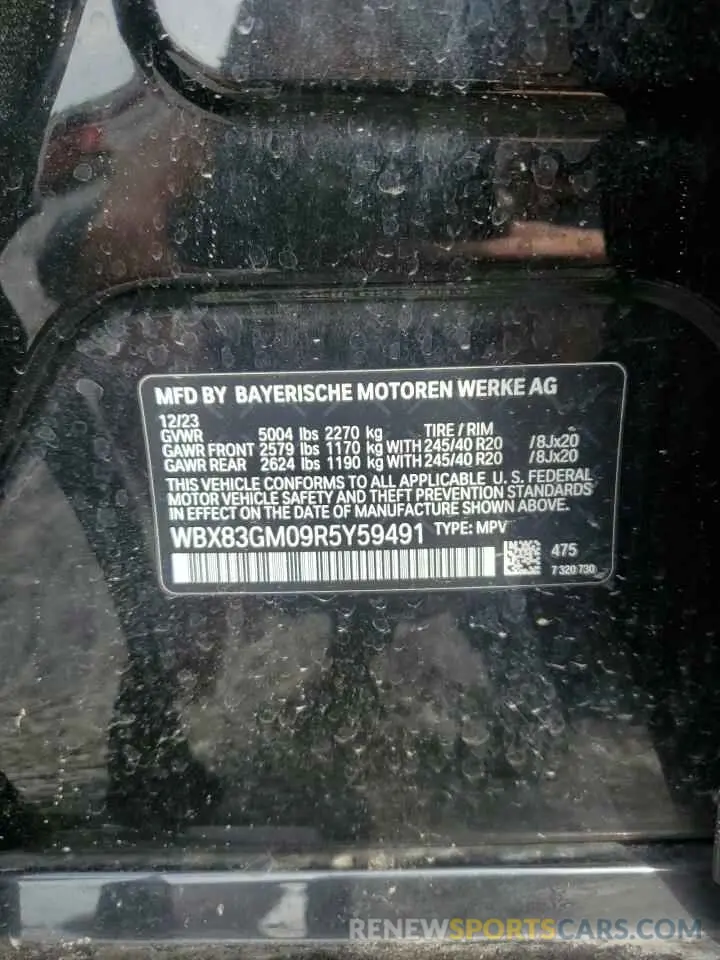 MFD BY BAYERISCHE MOTOREN WERKE AG
12/23 TIRE / RIM
GVWR 5004 lbs 2270 kg
GAWR FRONT 2579 lbs 1170 kg WITH 245/40 R20 /8Jx20
GAWR REAR 2624 lbs 1190 kg WITH 245/40 R20 /8Jx20
THIS VEHICLE CONFORMS TO ALL APPLICABLE U. S. FEDERAL
MOTOR VEHICLE SAFETY AND THEFT PREVENTION STANDARDS
IN EFFECT ON THE DATE OF MANUFACTURE SHOWN ABOVE.
WBX83GM09R5Y59491 TYPE: MPV
475
7 320 730
RENEWSPORTSCARS.COM